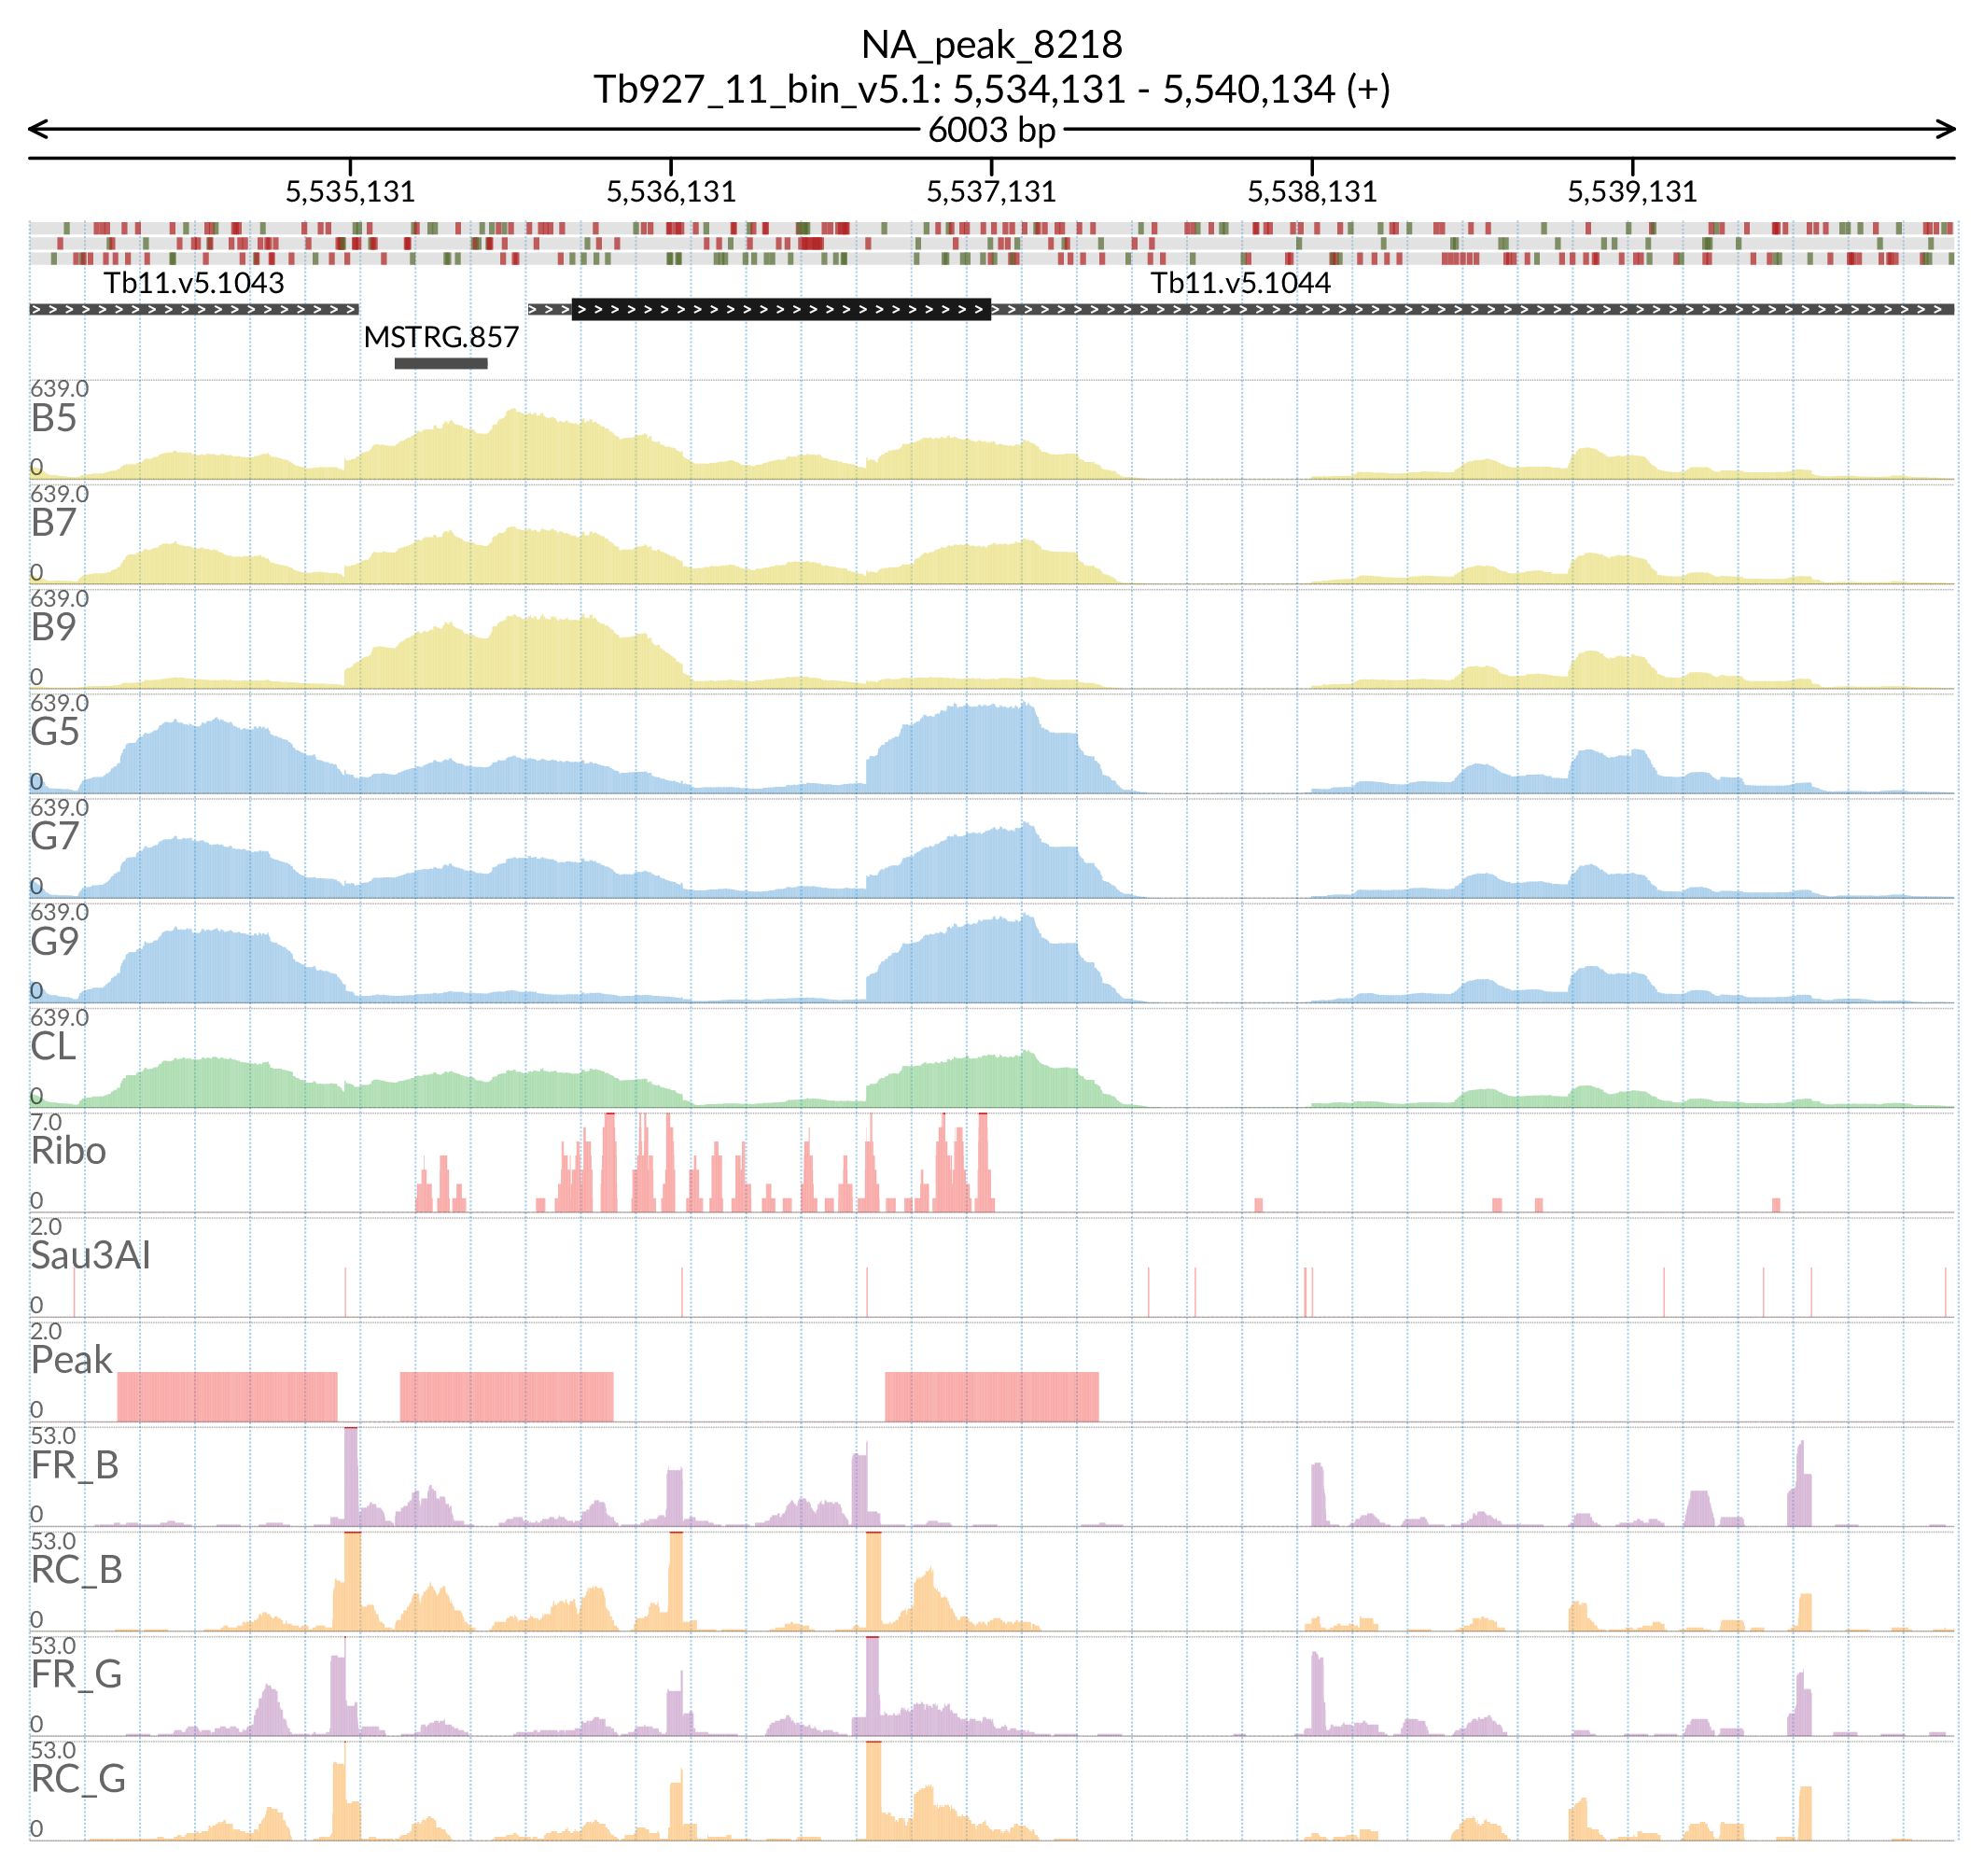 NA_peak_8218
Tb927_11_bin_v5.1: 5,534,131 - 5,540,134 (+)
6003 bp
5,535,131 5,536,131 5,537,131 5,538,131 5,539,131
Tb11.v5.1043 Tb11.v5.1044
MSTRG.857
639.0
B5
0
639.0
B7
0
639.0
B9
0
639.0
G5
0
639.0
G7
0
639.0
G9
0
639.0
CL
0
7.0
Ribo
0
2.0
Sau3AI
0
2.0
Peak
0
53.0
FR_B
0
53.0
RC_B
0
53.0
FR_G
0
53.0
RC_G
0